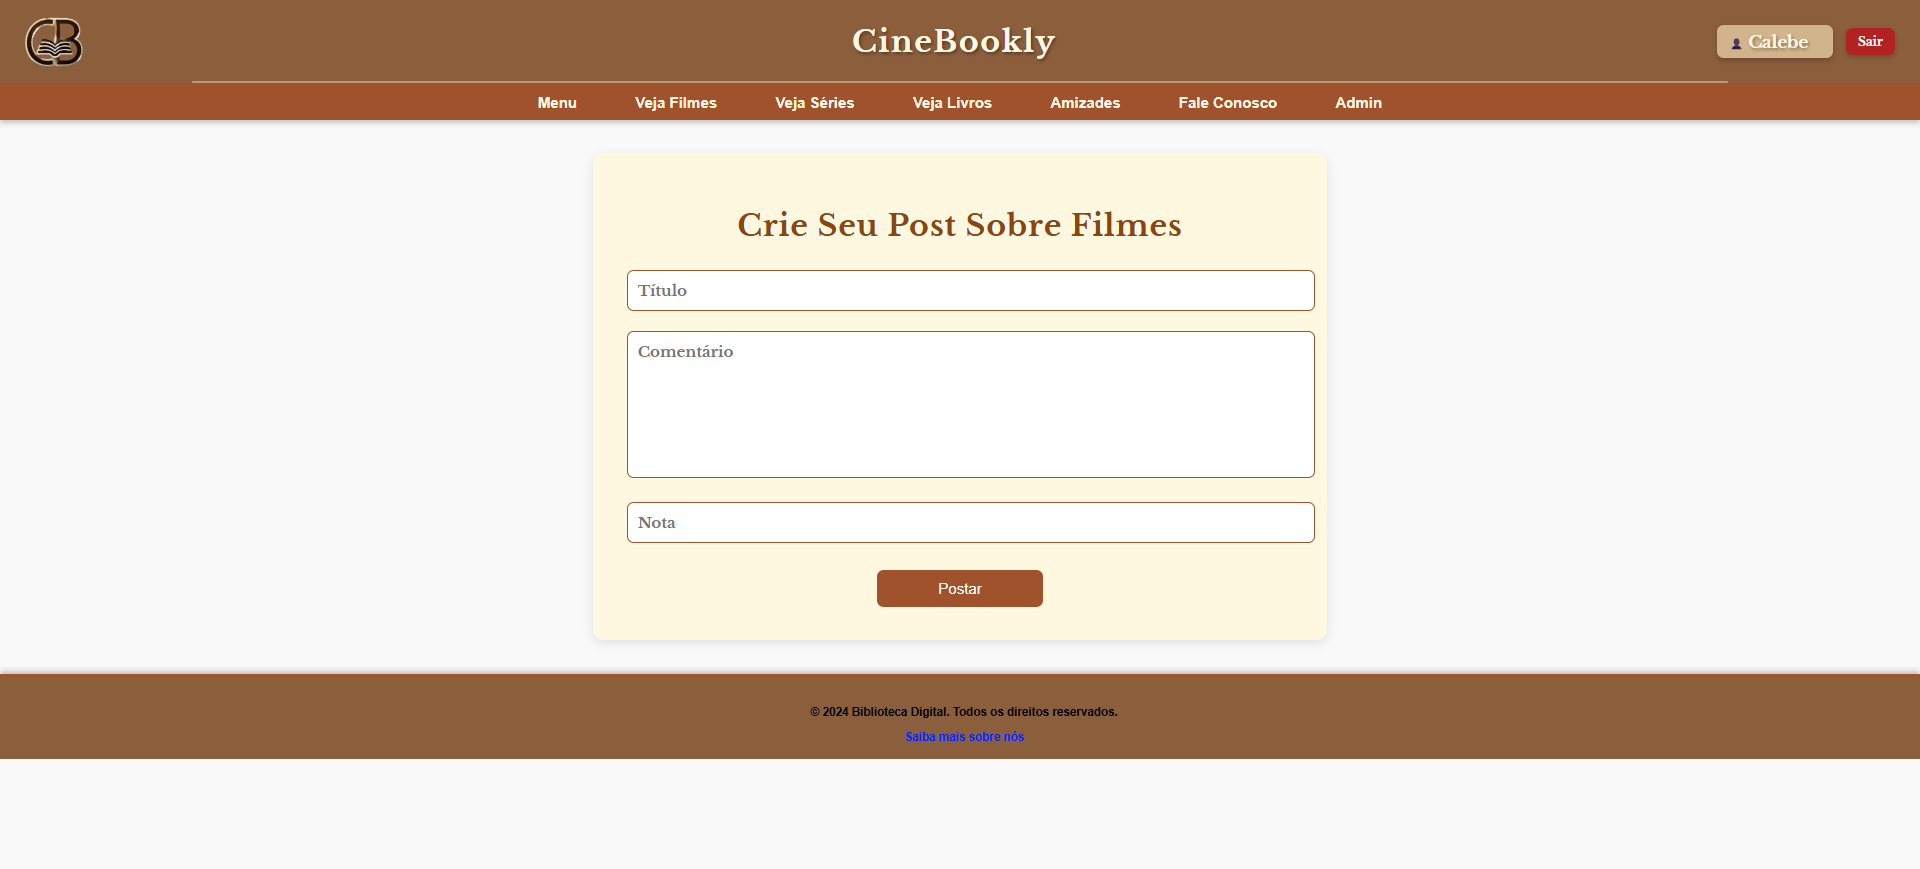 CB
CineBookly
Calebe
Sair
Menu Veja Filmes Veja Séries Veja Livros Amizades Fale Conosco Admin
Crie Seu Post Sobre Filmes
Título
Comentário
Nota
Postar
© 2024 Biblioteca Digital. Todos os direitos reservados.
Saiba mais sobre nós